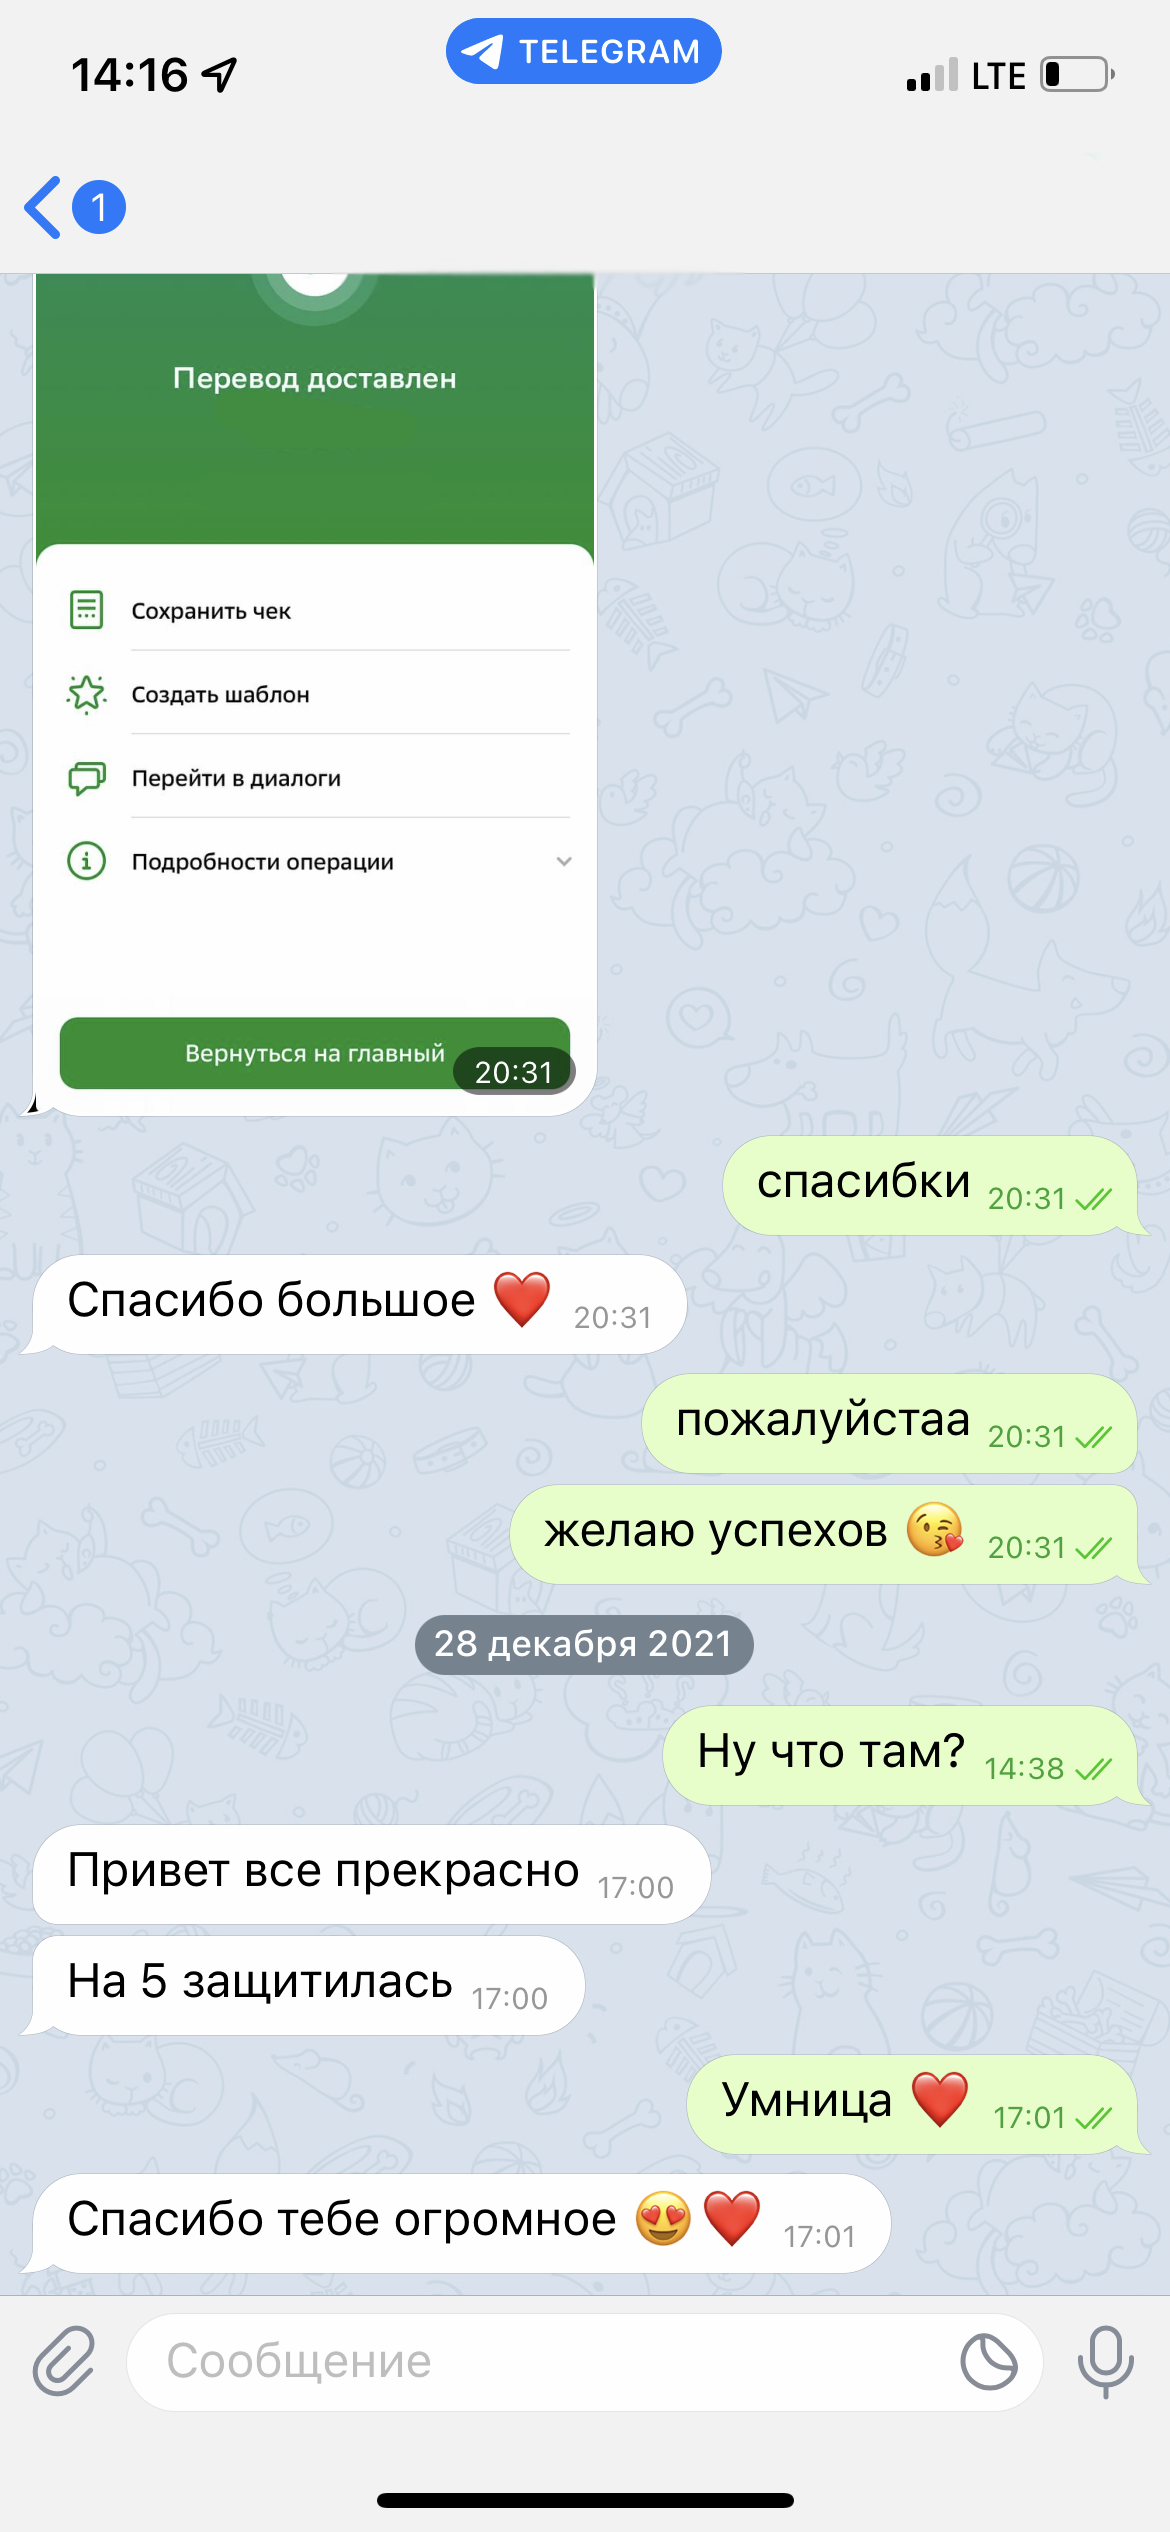 14:16
TELEGRAM
LTE
1
Перевод доставлен
Сохранить чек
Создать шаблон
Перейти в диалоги
Подробности операции
Вернуться на главный
20:31
спасибки 20:31
Спасибо большое ❤️ 20:31
пожалуйстаа 20:31
желаю успехов 😘 20:31
28 декабря 2021
Ну что там? 14:38
Привет все прекрасно 17:00
На 5 защитилась 17:00
Умница ❤️ 17:01
Спасибо тебе огромное 😍❤️ 17:01
Сообщение